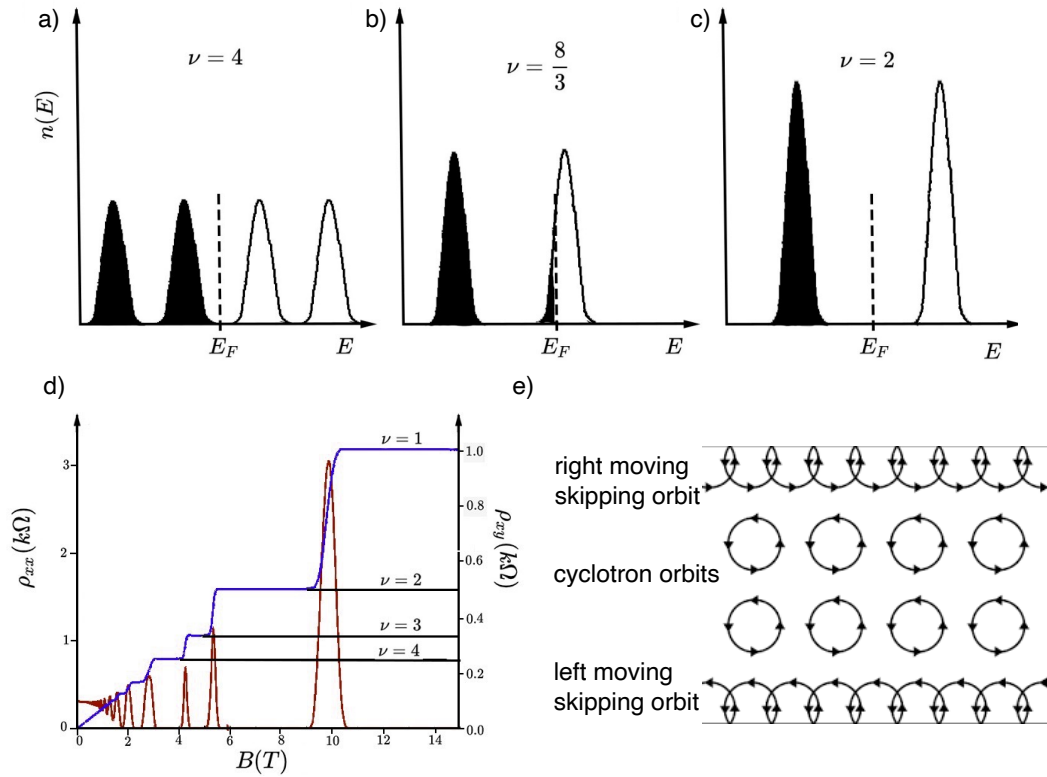 a)
ν = 4
n(E)
E_F
E
b)
ν = 8/3
E_F
E
c)
ν = 2
E_F
E
d)
ρ_xx (kΩ)
3
2
1
0
0
2
4
6
8
10
12
14
B(T)
ρ_xy (kΩ)
1.0
0.8
0.6
0.4
0.2
0.0
ν = 1
ν = 2
ν = 3
ν = 4
e)
right moving
skipping orbit
cyclotron orbits
left moving
skipping orbit